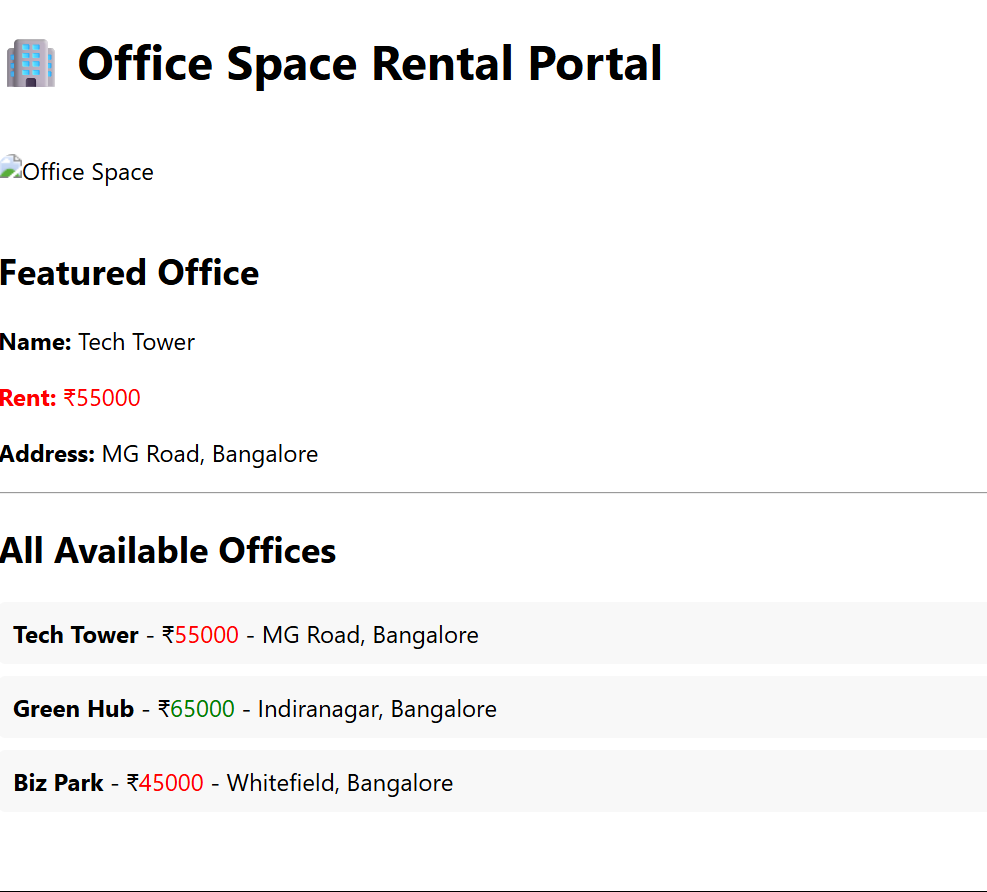 🏢 Office Space Rental Portal
Office Space
Featured Office
Name: Tech Tower
Rent: ₹55000
Address: MG Road, Bangalore
All Available Offices
Tech Tower - ₹55000 - MG Road, Bangalore
Green Hub - ₹65000 - Indiranagar, Bangalore
Biz Park - ₹45000 - Whitefield, Bangalore